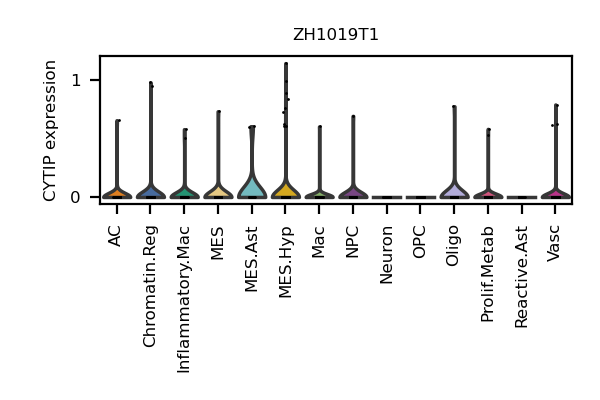 ZH1019T1
CYTIP expression
1
0
AC
Chromatin.Reg
Inflammatory.Mac
MES
MES.Ast
MES.Hyp
Mac
NPC
Neuron
OPC
Oligo
Prolif.Metab
Reactive.Ast
Vasc